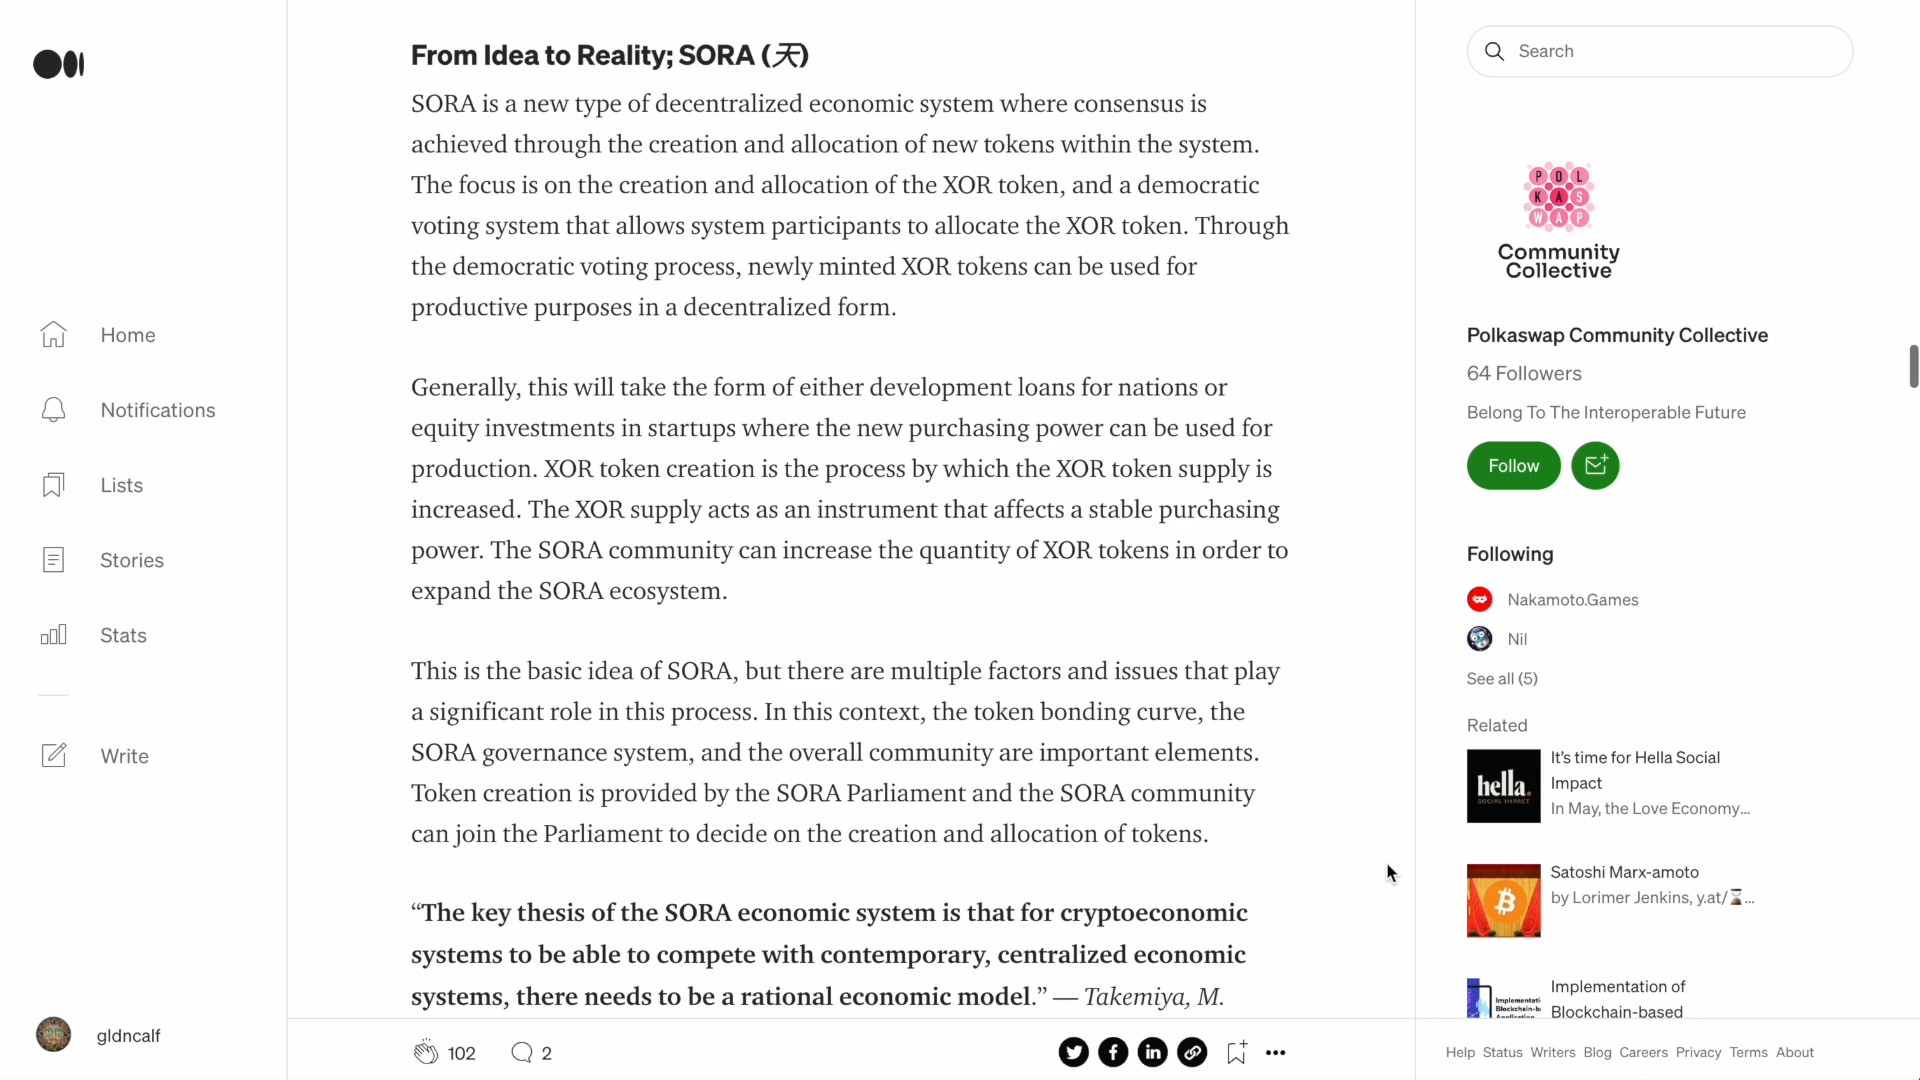 From Idea to Reality; SORA (天)
SORA is a new type of decentralized economic system where consensus is
achieved through the creation and allocation of new tokens within the system.
The focus is on the creation and allocation of the XOR token, and a democratic
voting system that allows system participants to allocate the XOR token. Through
the democratic voting process, newly minted XOR tokens can be used for
productive purposes in a decentralized form.
Generally, this will take the form of either development loans for nations or
equity investments in startups where the new purchasing power can be used for
production. XOR token creation is the process by which the XOR token supply is
increased. The XOR supply acts as an instrument that affects a stable purchasing
power. The SORA community can increase the quantity of XOR tokens in order to
expand the SORA ecosystem.
This is the basic idea of SORA, but there are multiple factors and issues that play
a significant role in this process. In this context, the token bonding curve, the
SORA governance system, and the overall community are important elements.
Token creation is provided by the SORA Parliament and the SORA community
can join the Parliament to decide on the creation and allocation of tokens.
“The key thesis of the SORA economic system is that for cryptoeconomic
systems to be able to compete with contemporary, centralized economic
systems, there needs to be a rational economic model.” — Takemiya, M.
102
2
Home
Notifications
Lists
Stories
Stats
Write
gldncalf
Search
POL
KAS
WAP
Community
Collective
Polkaswap Community Collective
64 Followers
Belong To The Interoperable Future
Follow
Following
Nakamoto.Games
Nil
See all (5)
Related
hella.
SOCIAL IMPACT
It’s time for Hella Social
Impact
In May, the Love Economy…
Satoshi Marx-amoto
by Lorimer Jenkins, y.at/⌛…
Implementation of
Blockchain-based
Help Status Writers Blog Careers Privacy Terms About